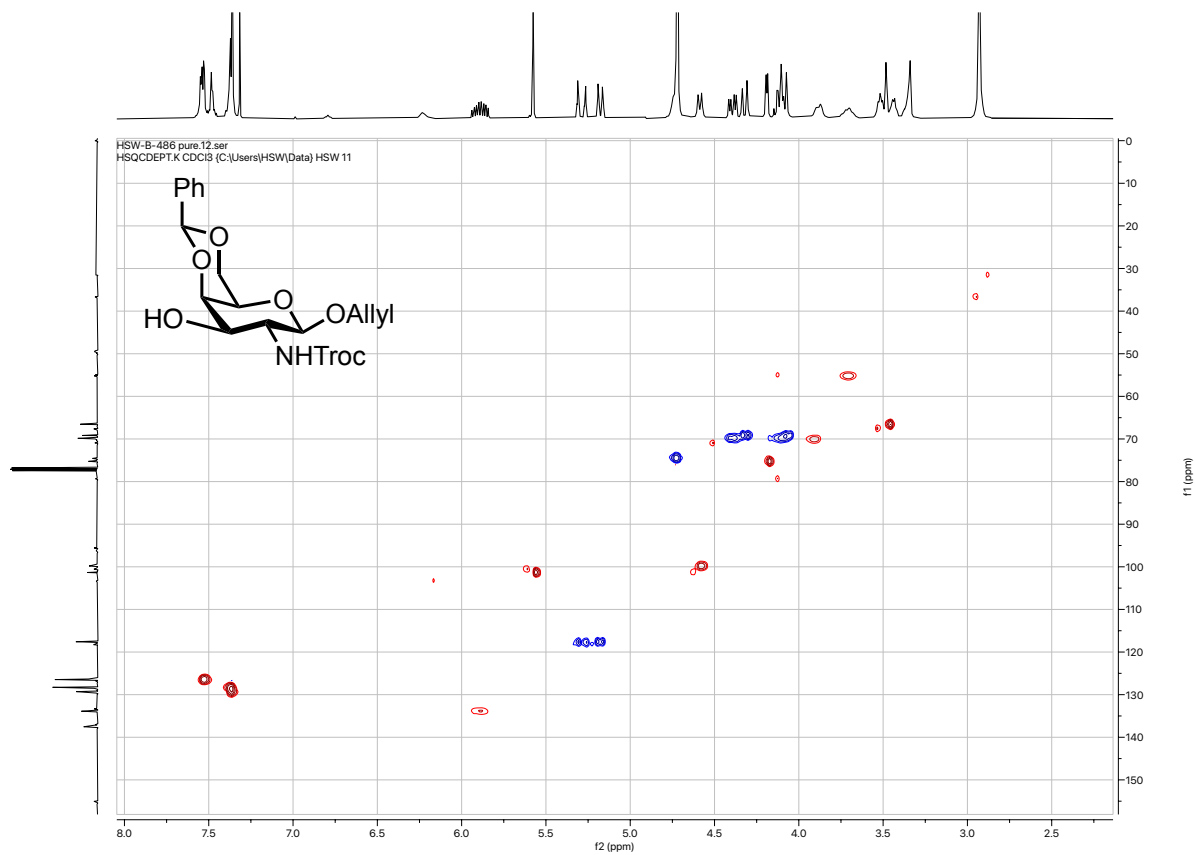 HSW-B-486 pure.12.ser
HSQCDEPT.K CDCl3 {C:\Users\HSW\Data} HSW 11
Ph
O
O
O
HO
OAllyl
NHTroc
0
10
20
30
40
50
60
70
80
90
100
110
120
130
140
150
f1 (ppm)
8.0 7.5 7.0 6.5 6.0 5.5 5.0 4.5 4.0 3.5 3.0 2.5
f2 (ppm)